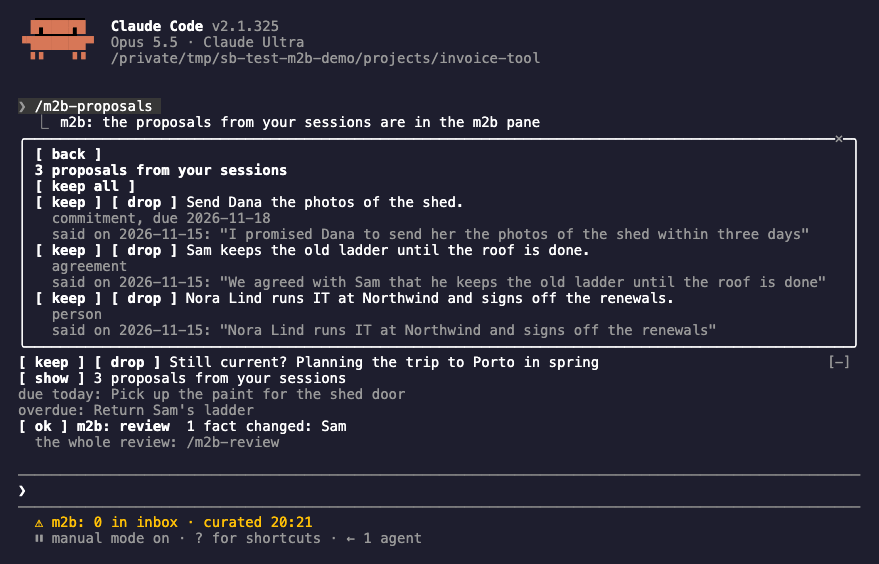 Claude Code v2.1.325
Opus 5.5 · Claude Ultra
/private/tmp/sb-test-m2b-demo/projects/invoice-tool
❯ /m2b-proposals
⎿ m2b: the proposals from your sessions are in the m2b pane
×
[ back ]
3 proposals from your sessions
[ keep all ]
[ keep ] [ drop ] Send Dana the photos of the shed.
commitment, due 2026-11-18
said on 2026-11-15: "I promised Dana to send her the photos of the shed within three days"
[ keep ] [ drop ] Sam keeps the old ladder until the roof is done.
agreement
said on 2026-11-15: "We agreed with Sam that he keeps the old ladder until the roof is done"
[ keep ] [ drop ] Nora Lind runs IT at Northwind and signs off the renewals.
person
said on 2026-11-15: "Nora Lind runs IT at Northwind and signs off the renewals"
[ keep ] [ drop ] Still current? Planning the trip to Porto in spring [-]
[ show ] 3 proposals from your sessions
due today: Pick up the paint for the shed door
overdue: Return Sam's ladder
[ ok ] m2b: review 1 fact changed: Sam
the whole review: /m2b-review
❯
⚠ m2b: 0 in inbox · curated 20:21
⏸ manual mode on · ? for shortcuts · ← 1 agent